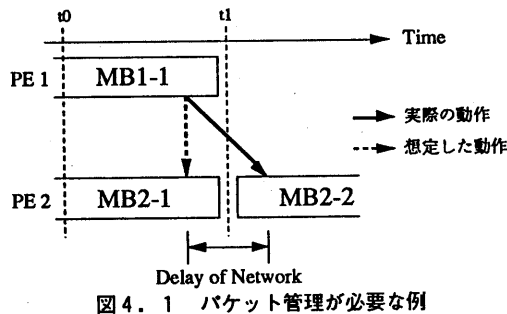 t0
t1
Time
PE 1
MB1-1
実際の動作
想定した動作
PE 2
MB2-1
MB2-2
Delay of Network
図4．1 パケット管理が必要な例